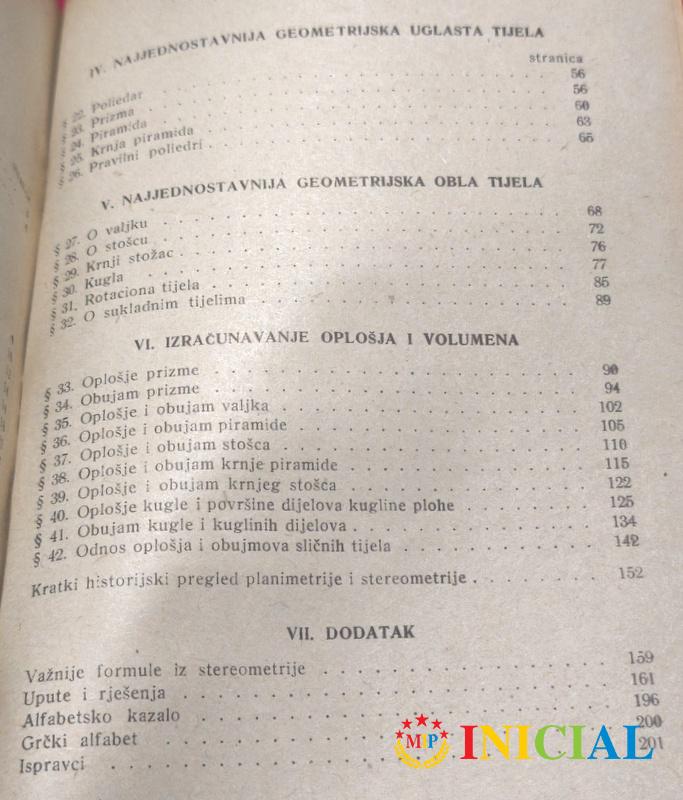 IV. NAJJEDNOSTAVNIJA GEOMETRIJSKA UGLASTA TIJELA
stranica
§ 22. Poliedar . . . . . . . . . . 56
§ 23. Prizma . . . . . . . . . . 56
§ 24. Piramida . . . . . . . . . . 60
§ 25. Krnja piramida . . . . . . . . . . 63
§ 26. Pravilni poliedri . . . . . . . . . . 65
V. NAJJEDNOSTAVNIJA GEOMETRIJSKA OBLA TIJELA
§ 27. O valjku . . . . . . . . . . 68
§ 28. O stošcu . . . . . . . . . . 72
§ 29. Krnji stožac . . . . . . . . . . 76
§ 30. Kugla . . . . . . . . . . 77
§ 31. Rotaciona tijela . . . . . . . . . . 85
§ 32. O sukladnim tijelima . . . . . . . . . . 89
VI. IZRAČUNAVANJE OPLOŠJA I VOLUMENA
§ 33. Oplošje prizme . . . . . . . . . . 90
§ 34. Obujam prizme . . . . . . . . . . 94
§ 35. Oplošje i obujam valjka . . . . . . . . . . 102
§ 36. Oplošje i obujam piramide . . . . . . . . . . 105
§ 37. Oplošje i obujam stošca . . . . . . . . . . 110
§ 38. Oplošje i obujam krnje piramide . . . . . . . . . . 115
§ 39. Oplošje i obujam krnjeg stošca . . . . . . . . . . 122
§ 40. Oplošje kugle i površine dijelova kugline plohe . . . . . . . . 125
§ 41. Obujam kugle i kuglinih dijelova . . . . . . . . . . 134
§ 42. Odnos oplošja i obujmova sličnih tijela . . . . . . . . . . 142
Kratki historijski pregled planimetrije i stereometrije . . . . . . . 152
VII. DODATAK
Važnije formule iz stereometrije . . . . . . . . . . 159
Upute i rješenja . . . . . . . . . . 161
Alfabetsko kazalo . . . . . . . . . . 196
Grčki alfabet . . . . . . . . . . 200
Ispravci . . . . . . . . . . 201
MP INICIAL